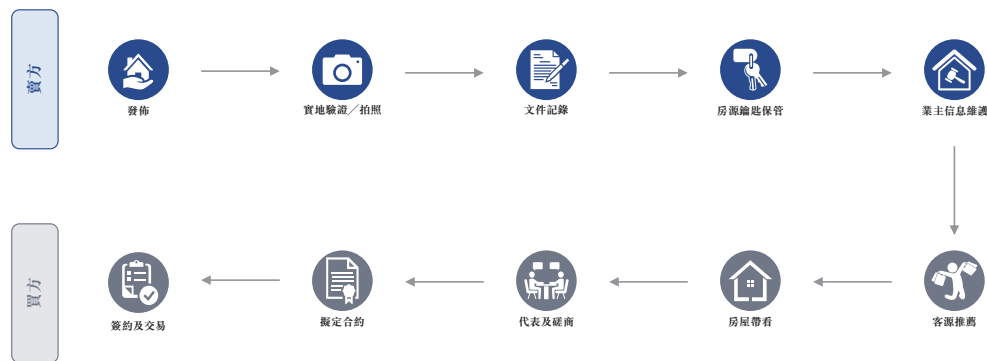 賣方
發佈
實地驗證／拍照
文件記錄
房源鑰匙保管
業主信息維護
買方
簽約及交易
擬定合約
代表及磋商
房屋帶看
客源推薦